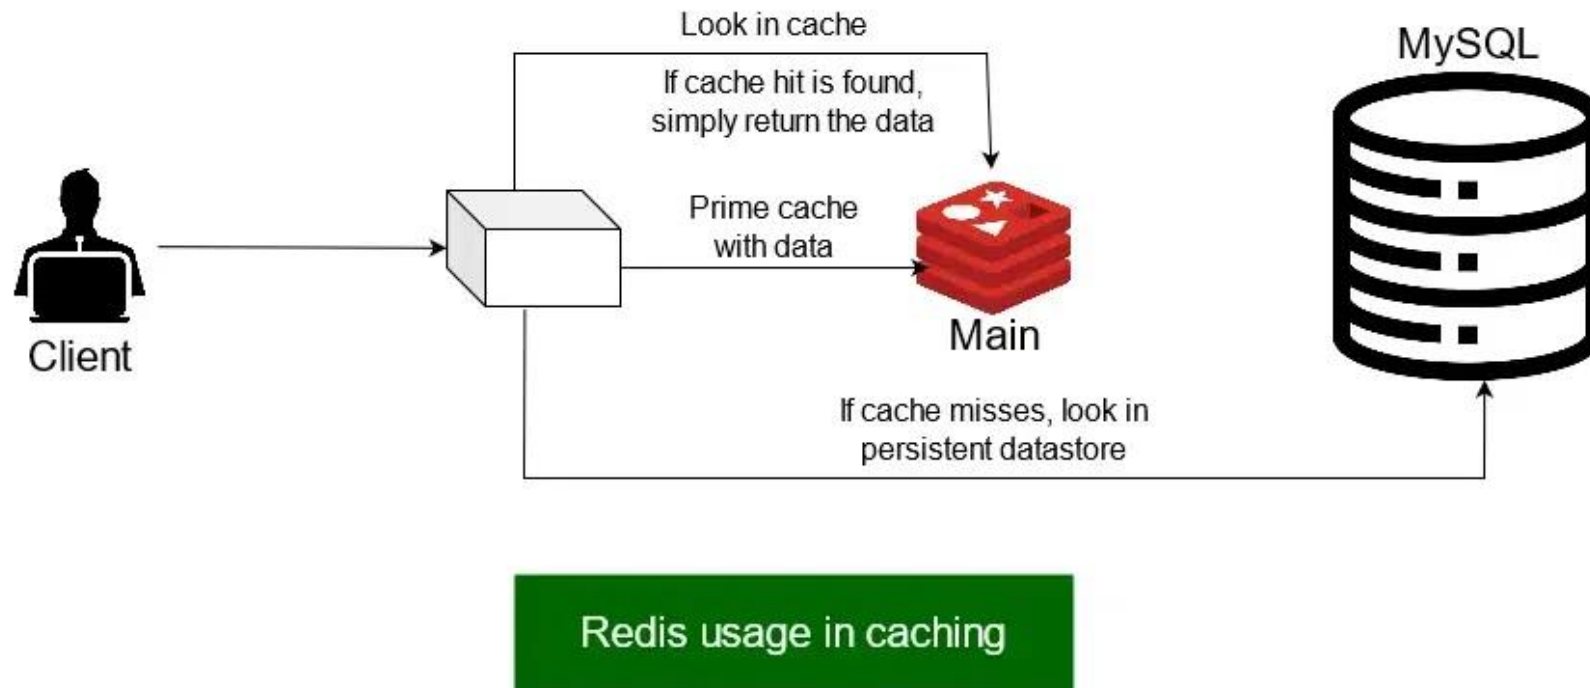 Look in cache
If cache hit is found,
simply return the data
MySQL
Prime cache
with data
Client
Main
If cache misses, look in
persistent datastore
Redis usage in caching